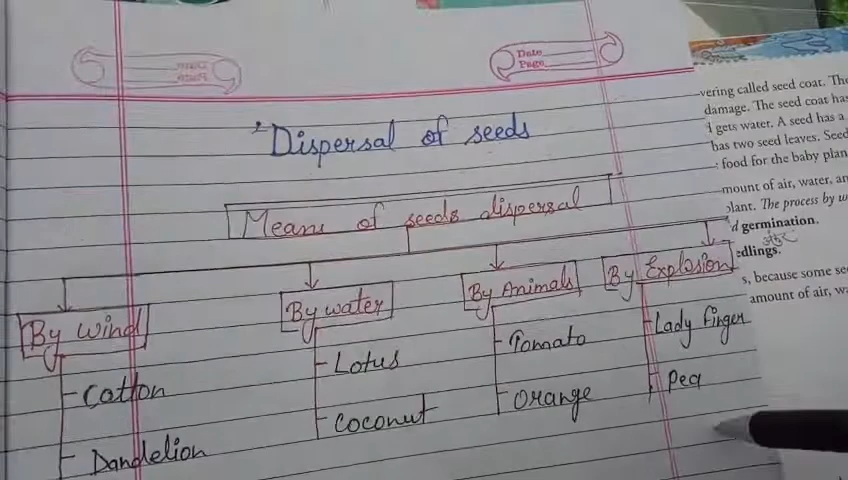 Date
Page
Dispersal of seeds
Means of seeds dispersal
By wind
Cotton
Dandelion
By water
Lotus
Coconut
By Animals
Tomato
Orange
By Explosion
Lady finger
Pea
vering called seed coat. The
damage. The seed coat has
gets water. A seed has a
has two seed leaves. Seed
food for the baby plan
mount of air, water, an
plant. The process by w
d germination.
अंकुर
edlings.
s, because some se
amount of air, wa